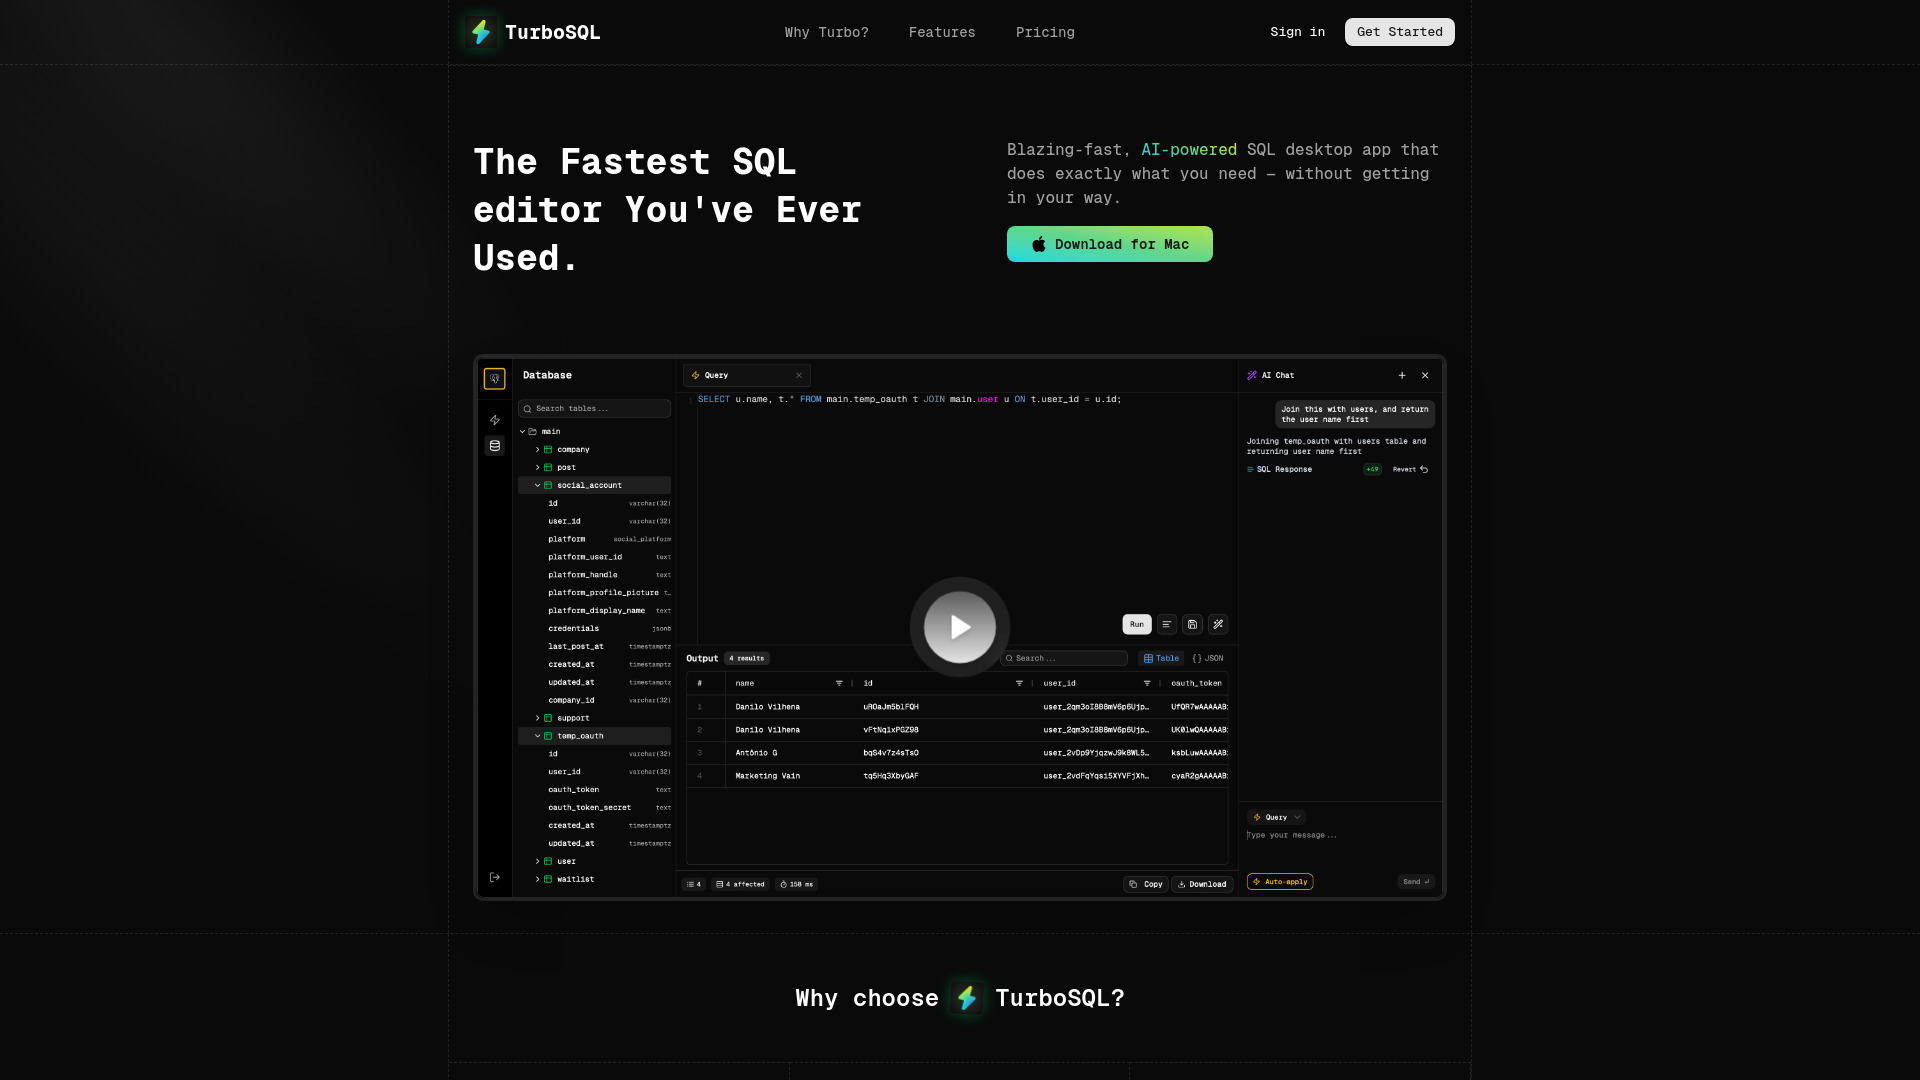 TurboSQL
Why Turbo? Features Pricing
Sign in Get Started
The Fastest SQL
editor You've Ever
Used.
Blazing-fast, AI-powered SQL desktop app that
does exactly what you need — without getting
in your way.
Download for Mac
Database
Search tables...
main
company
post
social_account
id varchar(32)
user_id varchar(32)
platform social_platform
platform_user_id text
platform_handle text
platform_profile_picture t…
platform_display_name text
credentials jsonb
last_post_at timestamptz
created_at timestamptz
updated_at timestamptz
company_id varchar(32)
support
temp_oauth
id varchar(32)
user_id varchar(32)
oauth_token text
oauth_token_secret text
created_at timestamptz
updated_at timestamptz
user
waitlist
Query
1 SELECT u.name, t.* FROM main.temp_oauth t JOIN main.user u ON t.user_id = u.id;
Run
Output 4 results
Search...
Table {} JSON
# name id user_id oauth_token
1 Danilo Vilhena uROaJm5blFQH user_2qm3oI8B8mV6p6Ujp…
2 Danilo Vilhena vFtNq1xPGZ98 user_2qm3oI8B8mV6p6Ujp…
3 Antônio G bqS4v7z4sTsO user_2vDp9YjqzwJ9k8WL5…
4 Marketing Vain tq5Hq3XbyGAF user_2vdFqYqsi5XYVFjXh…
4 4 affected 150 ms
Copy Download
AI Chat
Join this with users, and return
the user name first
Joining temp_oauth with users table and
returning user name first
SQL Response +49 Revert
Query
Type your message...
Auto-apply Send
Why choose TurboSQL?